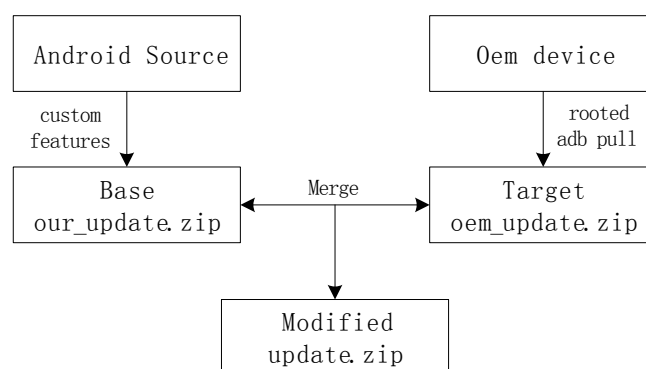 Android Source
Oem device
custom
features
rooted
adb pull
Base
our_update.zip
Merge
Target
oem_update.zip
Modified
update.zip